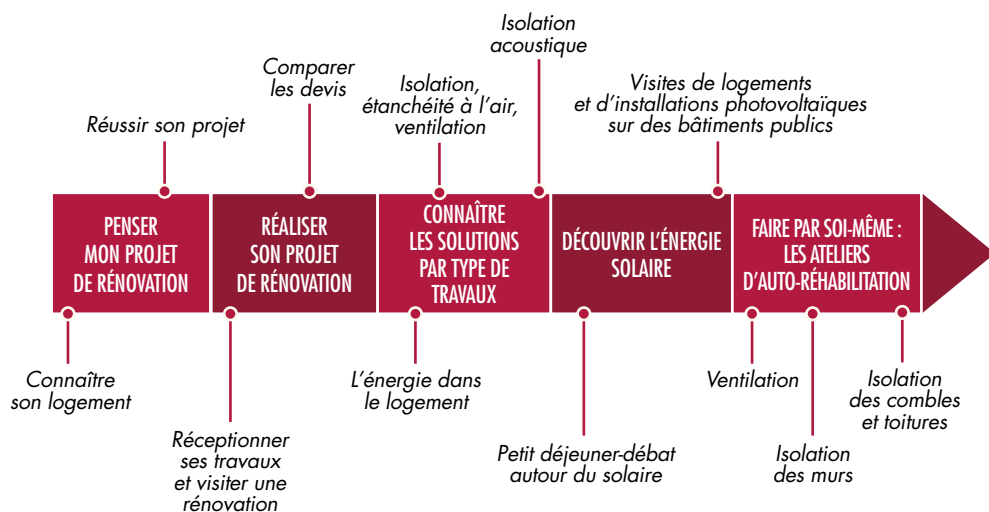 Isolation
acoustique
Comparer
les devis
Isolation,
étanchéité à l'air,
ventilation
Visites de logements
et d'installations photovoltaïques
sur des bâtiments publics
Réussir son projet
PENSER
MON PROJET
DE RÉNOVATION
RÉALISER
SON PROJET
DE RÉNOVATION
CONNAÎTRE
LES SOLUTIONS
PAR TYPE DE
TRAVAUX
DÉCOUVRIR L'ÉNERGIE
SOLAIRE
FAIRE PAR SOI-MÊME :
LES ATELIERS
D'AUTO-RÉHABILITATION
Connaître
son logement
Réceptionner
ses travaux
et visiter une
rénovation
L'énergie dans
le logement
Petit déjeuner-débat
autour du solaire
Ventilation
Isolation
des murs
Isolation
des combles
et toitures